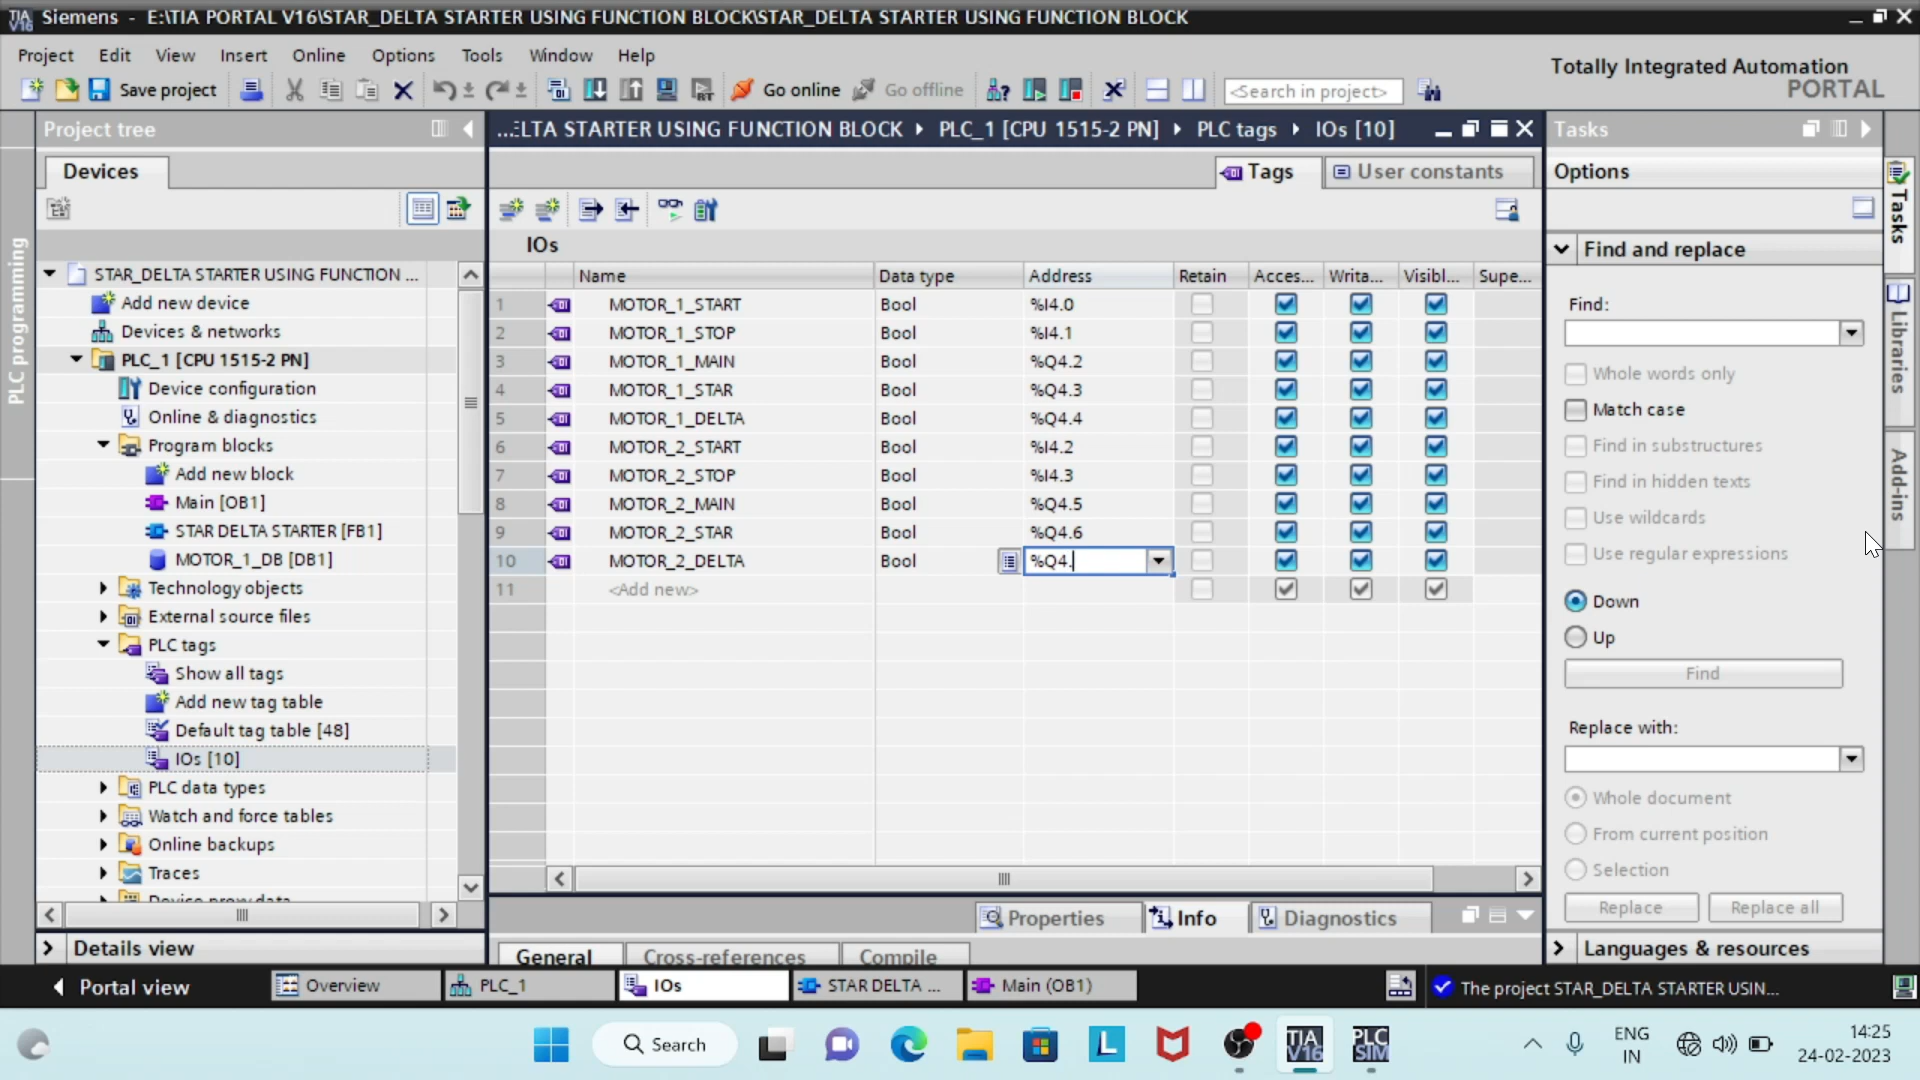 Siemens - E:\TIA PORTAL V16\STAR_DELTA STARTER USING FUNCTION BLOCK\STAR_DELTA STARTER USING FUNCTION BLOCK
Project Edit View Insert Online Options Tools Window Help
Totally Integrated Automation
PORTAL
Save project Go online Go offline <Search in project>
Project tree
...ELTA STARTER USING FUNCTION BLOCK PLC_1 [CPU 1515-2 PN] PLC tags IOs [10]
Tasks
Devices
Tags User constants
Options
IOs
Find and replace
Name Data type Address Retain Acces... Writa... Visibl... Supe...
1 MOTOR_1_START Bool %I4.0
2 MOTOR_1_STOP Bool %I4.1
3 MOTOR_1_MAIN Bool %Q4.2
4 MOTOR_1_STAR Bool %Q4.3
5 MOTOR_1_DELTA Bool %Q4.4
6 MOTOR_2_START Bool %I4.2
7 MOTOR_2_STOP Bool %I4.3
8 MOTOR_2_MAIN Bool %Q4.5
9 MOTOR_2_STAR Bool %Q4.6
10 MOTOR_2_DELTA Bool %Q4.
11 <Add new>
PLC programming
STAR_DELTA STARTER USING FUNCTION ...
Add new device
Devices & networks
PLC_1 [CPU 1515-2 PN]
Device configuration
Online & diagnostics
Program blocks
Add new block
Main [OB1]
STAR DELTA STARTER [FB1]
MOTOR_1_DB [DB1]
Technology objects
External source files
PLC tags
Show all tags
Add new tag table
Default tag table [48]
IOs [10]
PLC data types
Watch and force tables
Online backups
Traces
Device proxy data
Details view
Find:
Whole words only
Match case
Find in substructures
Find in hidden texts
Use wildcards
Use regular expressions
Down
Up
Find
Replace with:
Whole document
From current position
Selection
Replace Replace all
Languages & resources
Tasks
Libraries
Add-ins
Properties Info Diagnostics
General Cross-references Compile
Portal view Overview PLC_1 IOs STAR DELTA ... Main (OB1) The project STAR_DELTA STARTER USIN...
Search
L
TIA
V16
PLC
SIM
ENG
IN
14:25
24-02-2023